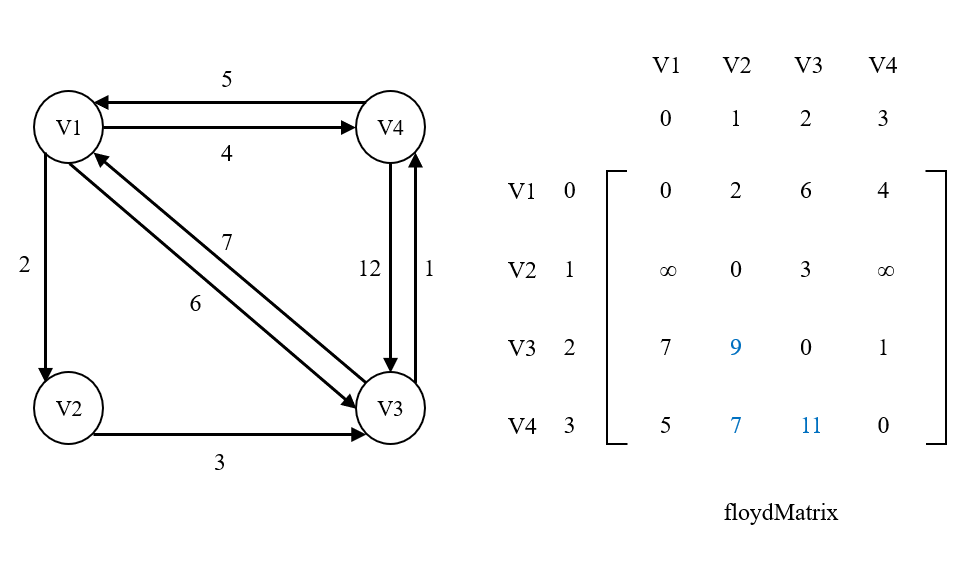 5
V1
V4
4
2
7
12
1
6
V2
V3
3
V1 V2 V3 V4
0 1 2 3
V1 0 0 2 6 4
V2 1 ∞ 0 3 ∞
V3 2 7 9 0 1
V4 3 5 7 11 0
floydMatrix